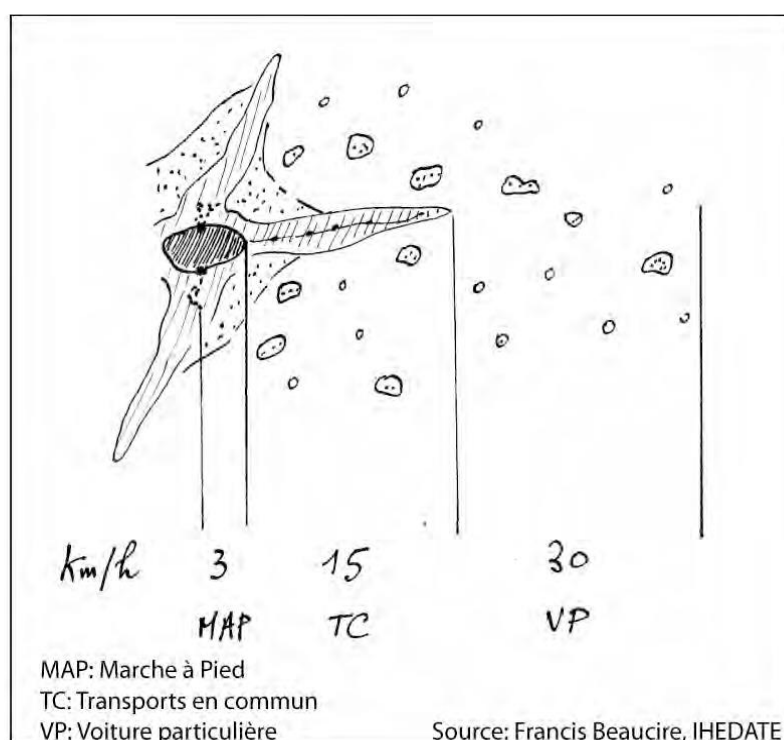 Km/h 3 15 30
MAP TC VP
MAP: Marche à Pied
TC: Transports en commun
VP: Voiture particulière Source: Francis Beaucire, IHEDATE